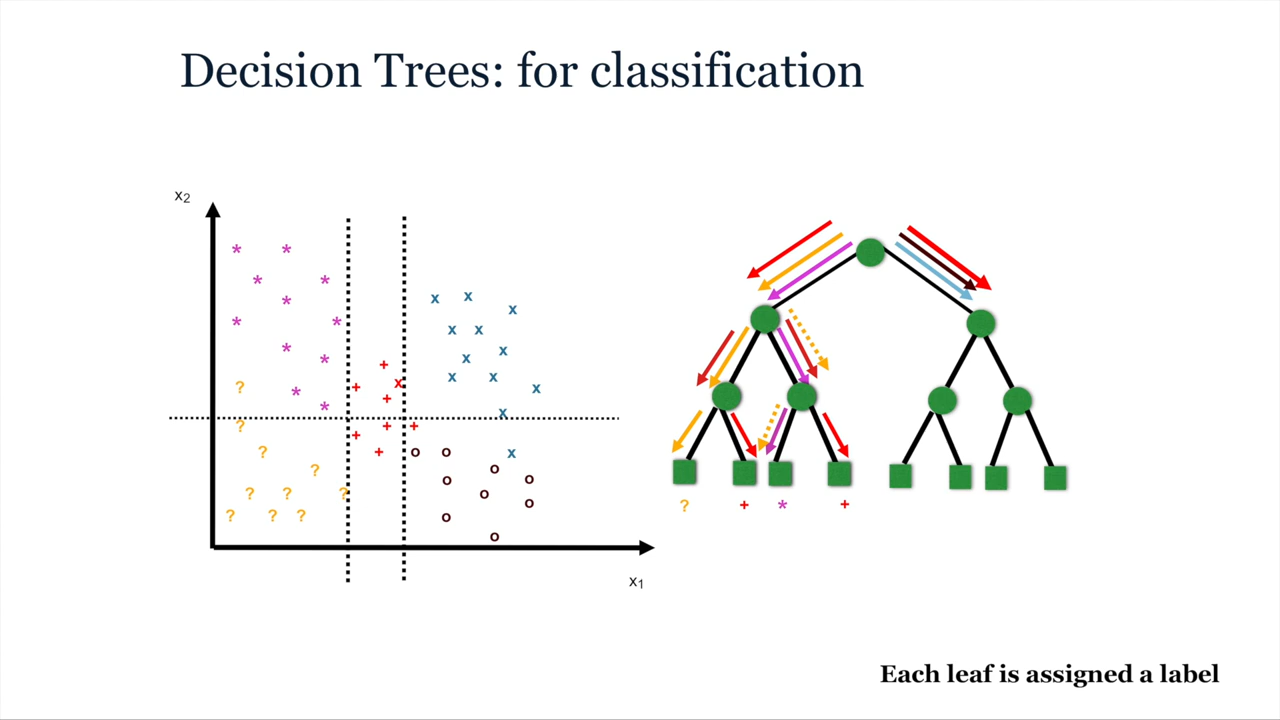 Decision Trees: for classification
x2
x1
? + * +
Each leaf is assigned a label